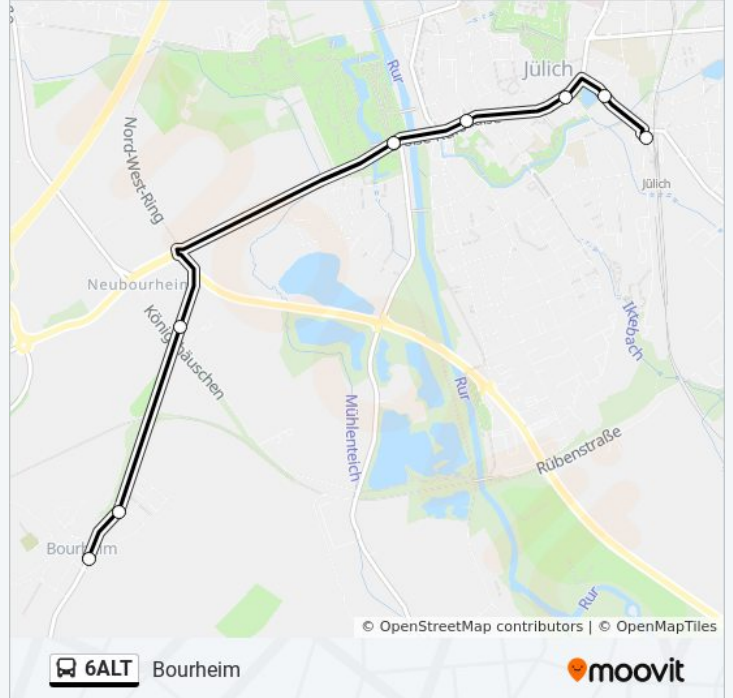 Rur
Jülich
Nord-West-Ring
Jülich
Neubourheim
Königshäuschen
Iktebach
Rur
Mühlenteich
Rübenstraße
Bourheim
Rur
© OpenStreetMap contributors | © OpenMapTiles
6ALT Bourheim
moovit